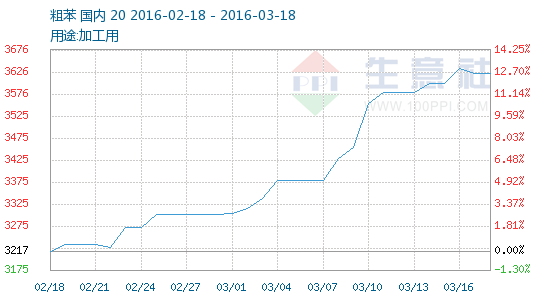 粗苯 国内 20 2016-02-18 - 2016-03-18
用途:加工用
3676 14.25%
3626 12.70%
3576 11.14%
3525 9.59%
3475 8.03%
3425 6.48%
3375 4.92%
3325 3.37%
3275 1.81%
3217 0.00%
3175 -1.30%
生意社
PPI
WWW.100PPI.COM
02/18 02/21 02/24 02/27 03/01 03/04 03/07 03/10 03/13 03/16